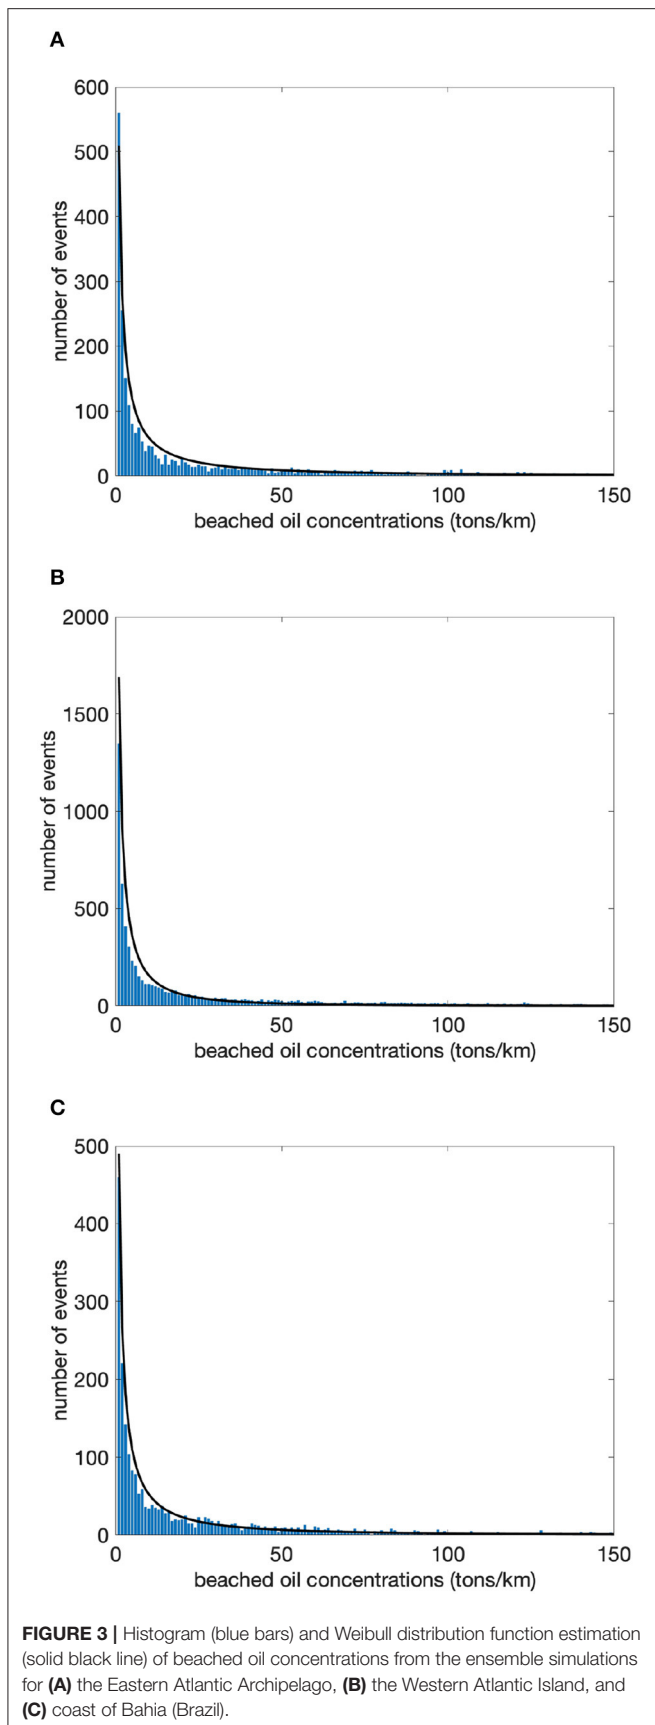 A
600
500
400
300
200
100
0
number of events
0 50 100 150
beached oil concentrations (tons/km)
B
2000
1500
1000
500
0
number of events
0 50 100 150
beached oil concentrations (tons/km)
C
500
400
300
200
100
0
number of events
0 50 100 150
beached oil concentrations (tons/km)
FIGURE 3 | Histogram (blue bars) and Weibull distribution function estimation
(solid black line) of beached oil concentrations from the ensemble simulations
for (A) the Eastern Atlantic Archipelago, (B) the Western Atlantic Island, and
(C) coast of Bahia (Brazil).